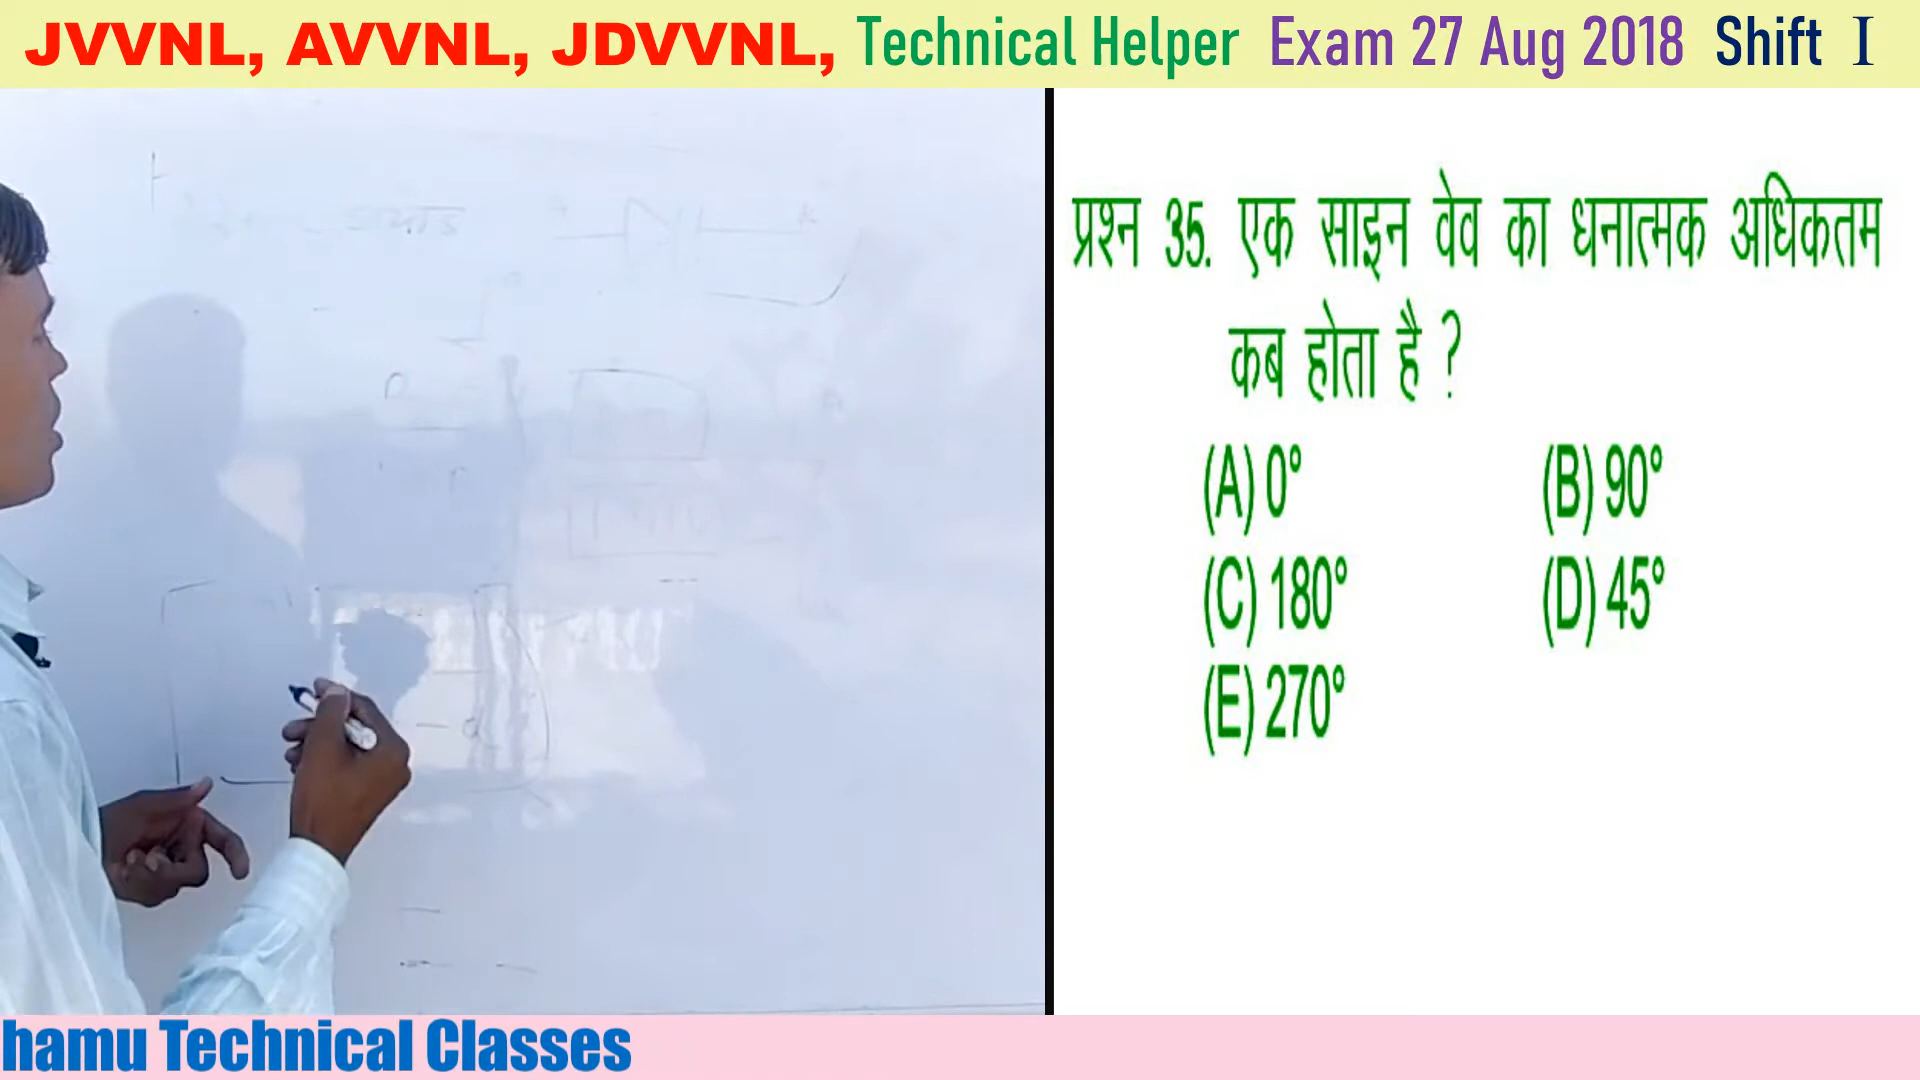 JVVNL, AVVNL, JDVVNL, Technical Helper Exam 27 Aug 2018 Shift I
प्रश्न 35. एक साइन वेव का धनात्मक अधिकतम
कब होता है ?
(A) 0° (B) 90°
(C) 180° (D) 45°
(E) 270°
hamu Technical Classes